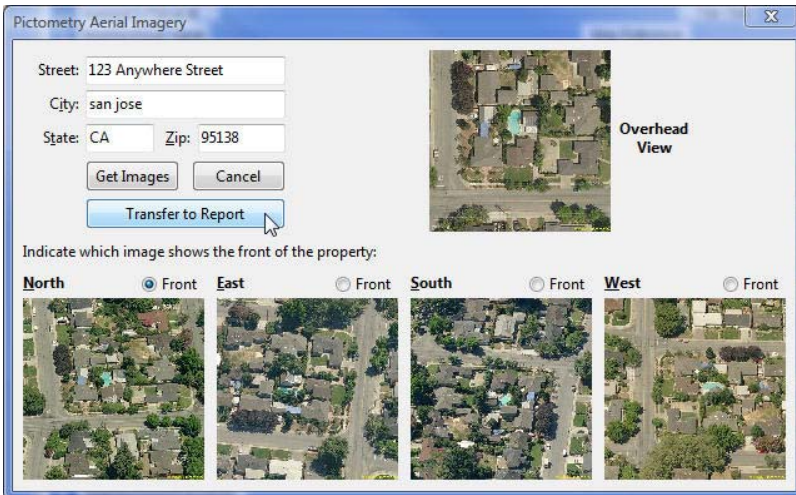 Pictometry Aerial Imagery
Street: 123 Anywhere Street
City: san jose
State: CA Zip: 95138
Get Images Cancel
Transfer to Report
Overhead
View
Indicate which image shows the front of the property:
North Front East Front South Front West Front